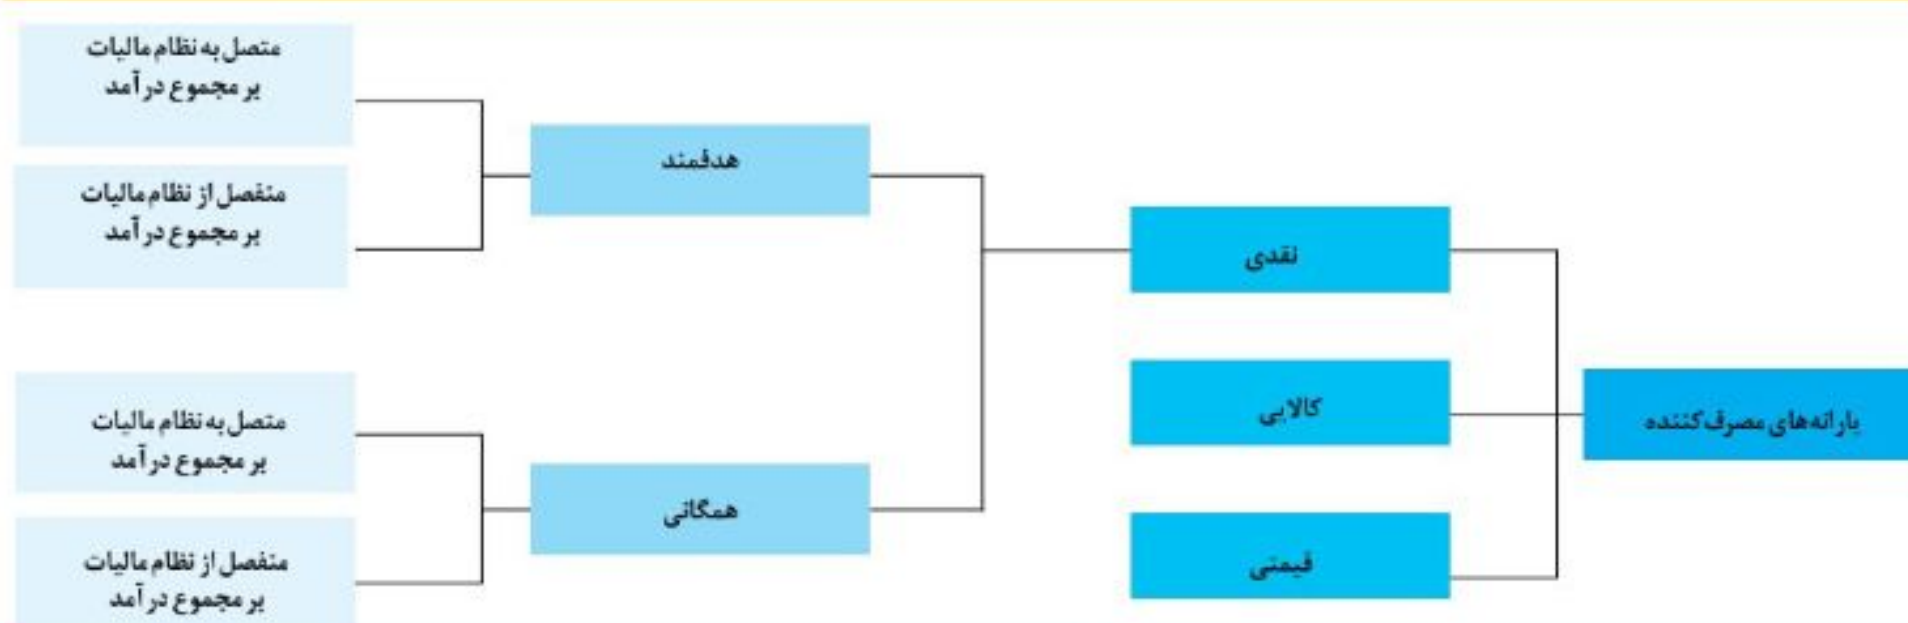 یارانه‌های مصرف‌کننده
نقدی
کالایی
قیمتی
هدفمند
همگانی
متصل به نظام مالیات
بر مجموع درآمد
منفصل از نظام مالیات
بر مجموع درآمد
متصل به نظام مالیات
بر مجموع درآمد
منفصل از نظام مالیات
بر مجموع درآمد